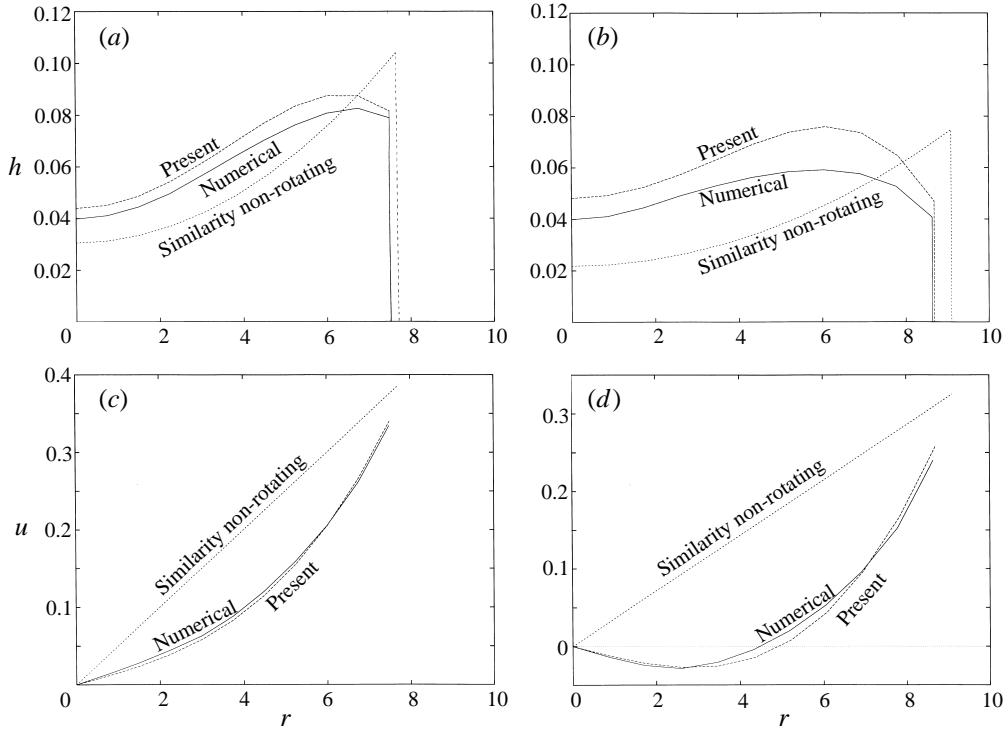 0.12
(a)
0.10
0.08
h
0.06
0.04
0.02
0
2
4
6
8
10
Present
Numerical
Similarity non-rotating
0.12
(b)
0.10
0.08
0.06
0.04
0.02
0
2
4
6
8
10
Present
Numerical
Similarity non-rotating
0.4
(c)
0.3
u
0.2
0.1
0
2
4
6
8
10
r
Similarity non-rotating
Numerical
Present
(d)
0.3
0.2
0.1
0
0
2
4
6
8
10
r
Similarity non-rotating
Numerical
Present